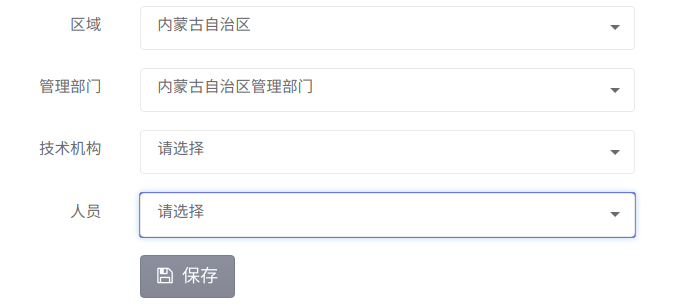 区域 内蒙古自治区
管理部门 内蒙古自治区管理部门
技术机构 请选择
人员 请选择
保存